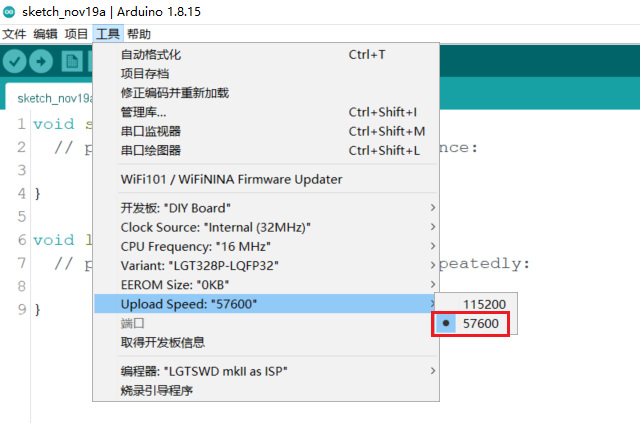 sketch_nov19a | Arduino 1.8.15
文件 编辑 项目 工具 帮助
自动格式化 Ctrl+T
项目存档
修正编码并重新加载
管理库... Ctrl+Shift+I
串口监视器 Ctrl+Shift+M
串口绘图器 Ctrl+Shift+L
WiFi101 / WiFiNINA Firmware Updater
开发板: "DIY Board"
Clock Source: "Internal (32MHz)"
CPU Frequency: "16 MHz"
Variant: "LGT328P-LQFP32"
EEROM Size: "0KB"
Upload Speed: "57600"
端口
取得开发板信息
编程器: "LGTSWD mkII as ISP"
烧录引导程序
115200
57600
sketch_nov19a
1 void s
2 // p nce:
3
4 }
5
6 void l
7 // p peatedly:
8
9 }